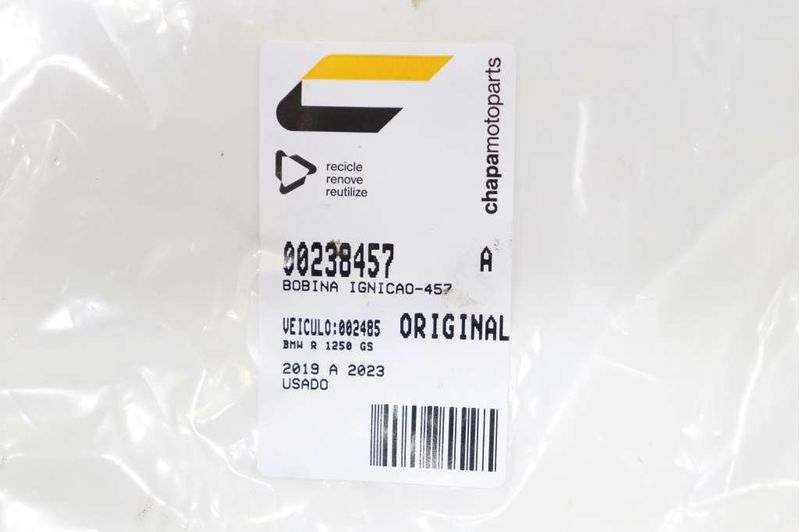 chapamotoparts
recicle
renove
reutilize
00238457 A
BOBINA IGNICAO-457
VEICULO:002485 ORIGINAL
BMW R 1250 GS
2019 A 2023
USADO